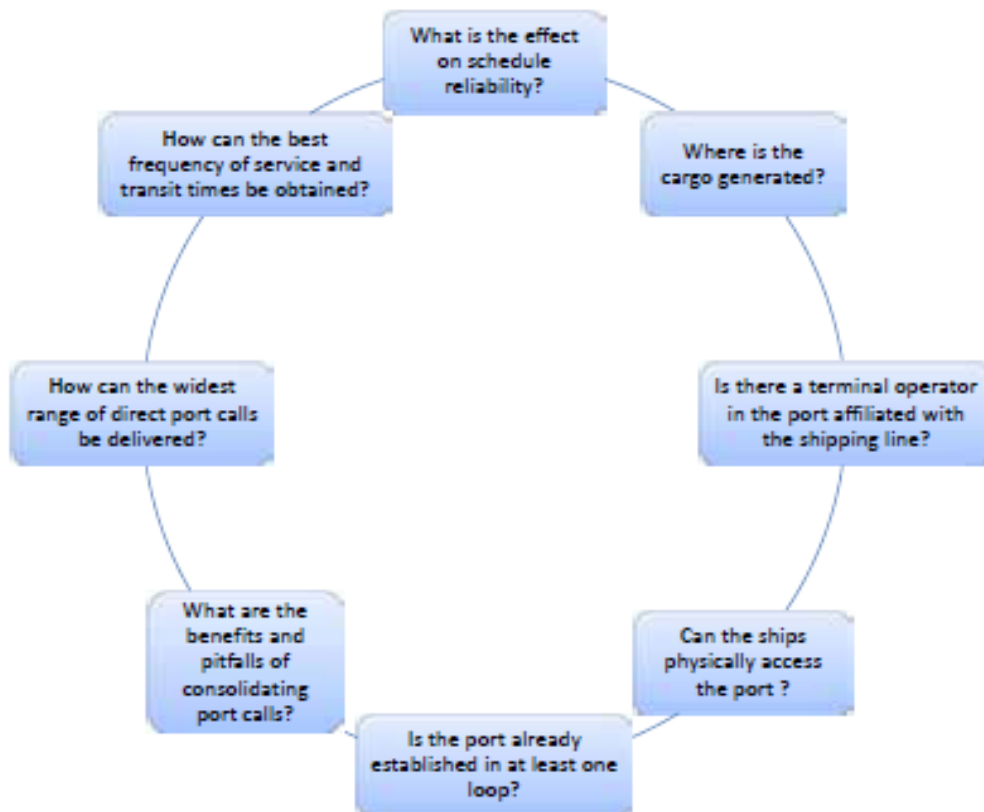 What is the effect
on schedule
reliability?
Where is the
cargo generated?
Is there a terminal operator
in the port affiliated with
the shipping line?
Can the ships
physically access
the port ?
Is the port already
established in at least one
loop?
What are the
benefits and
pitfalls of
consolidating
port calls?
How can the widest
range of direct port calls
be delivered?
How can the best
frequency of service and
transit times be obtained?